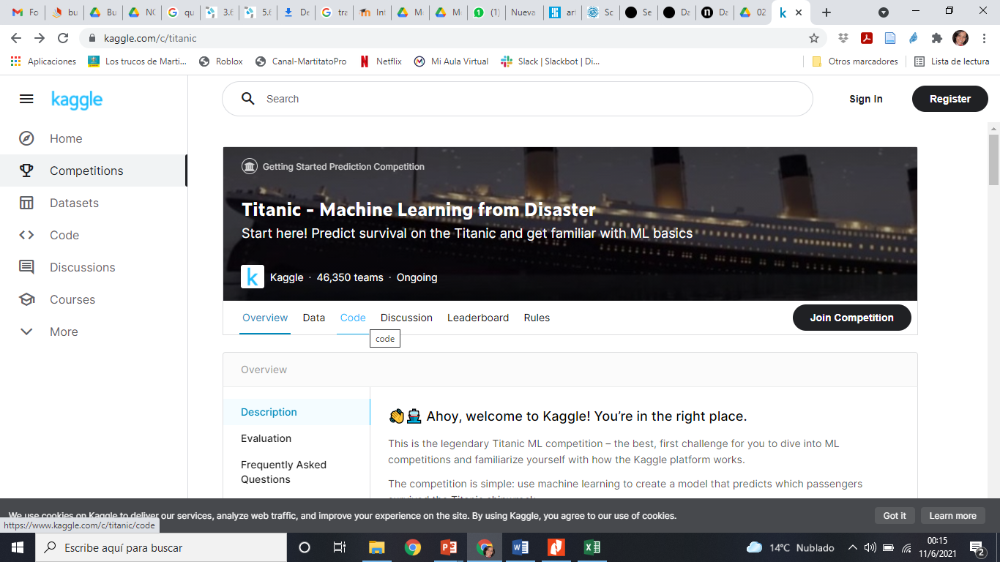 Fo
bu
Bu
NO
qu
3.6
5.6
De
tra
Int
Mo
Mo
(1)
Nueva
art
Sc
Se
Da
Da
02
kaggle.com/c/titanic
Aplicaciones
Los trucos de Marti...
Roblox
Canal-MartitatoPro
Netflix
Mi Aula Virtual
Slack | Slackbot | Di...
Otros marcadores
Lista de lectura
kaggle
Search
Sign In
Register
Home
Competitions
Datasets
Code
Discussions
Courses
More
Getting Started Prediction Competition
Titanic - Machine Learning from Disaster
Start here! Predict survival on the Titanic and get familiar with ML basics
k
Kaggle · 46,350 teams · Ongoing
Overview
Data
Code
Discussion
Leaderboard
Rules
Join Competition
code
Overview
Description
Evaluation
Frequently Asked
Questions
Ahoy, welcome to Kaggle! You're in the right place.
This is the legendary Titanic ML competition – the best, first challenge for you to dive into ML
competitions and familiarize yourself with how the Kaggle platform works.
The competition is simple: use machine learning to create a model that predicts which passengers
survived the Titanic shipwreck.
We use cookies on Kaggle to deliver our services, analyze web traffic, and improve your experience on the site. By using Kaggle, you agree to our use of cookies.
Got it
Learn more
https://www.kaggle.com/c/titanic/code
Escribe aquí para buscar
14°C Nublado
00:15
11/6/2021
2